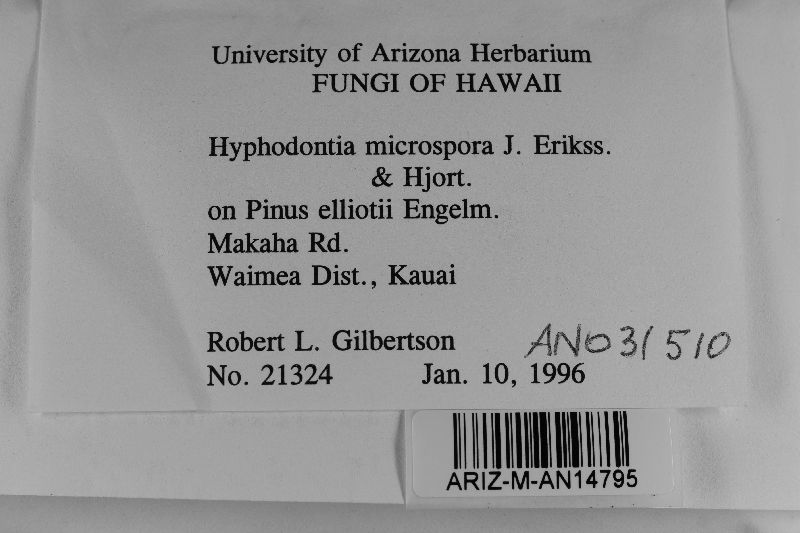 University of Arizona Herbarium
FUNGI OF HAWAII
Hyphodontia microspora J. Erikss.
& Hjort.
on Pinus elliotii Engelm.
Makaha Rd.
Waimea Dist., Kauai
Robert L. Gilbertson
AN031510
No. 21324 Jan. 10, 1996
ARIZ-M-AN14795